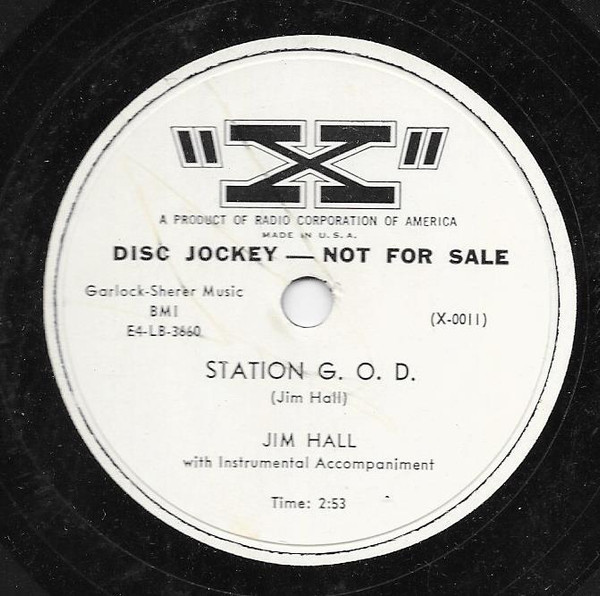 "X"
A PRODUCT OF RADIO CORPORATION OF AMERICA
MADE IN U.S.A.
DISC JOCKEY — NOT FOR SALE
Garlock-Sherer Music
BMI
E4-LB-3660
(X-0011)
STATION G. O. D.
(Jim Hall)
JIM HALL
with Instrumental Accompaniment
Time: 2:53